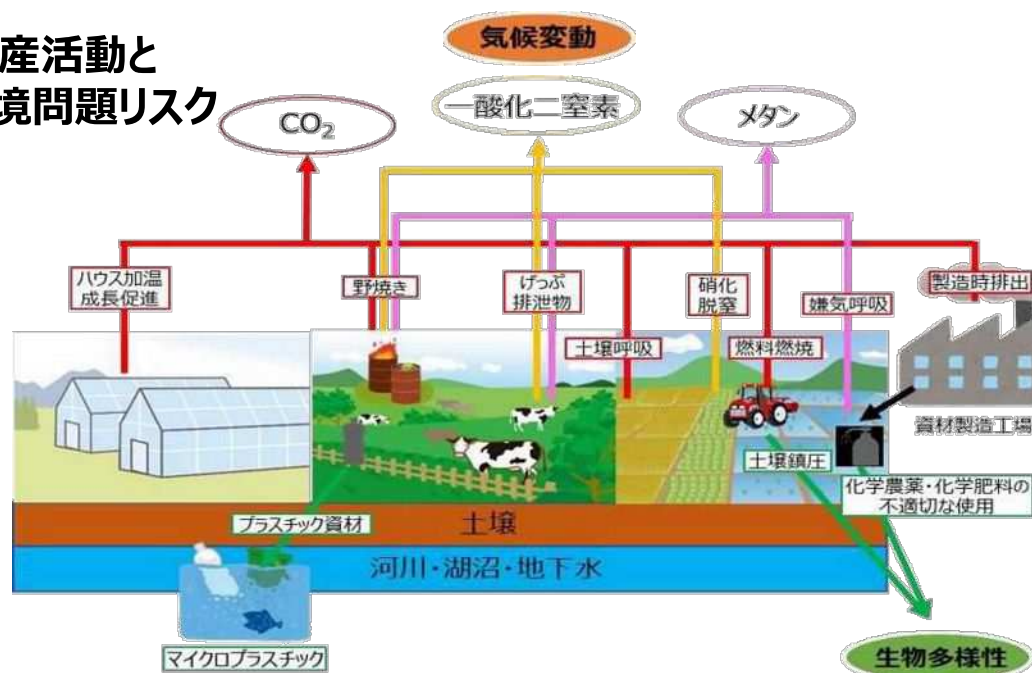 産活動と
境問題リスク
気候変動
CO₂
一酸化二窒素
メタン
ハウス加温
成長促進
野焼き
げっぷ
排泄物
硝化
脱窒
嫌気呼吸
製造時排出
土壌呼吸
燃料燃焼
資材製造工場
土壌鎮圧
化学農薬・化学肥料の
不適切な使用
プラスチック資材
土壌
河川・湖沼・地下水
マイクロプラスチック
生物多様性